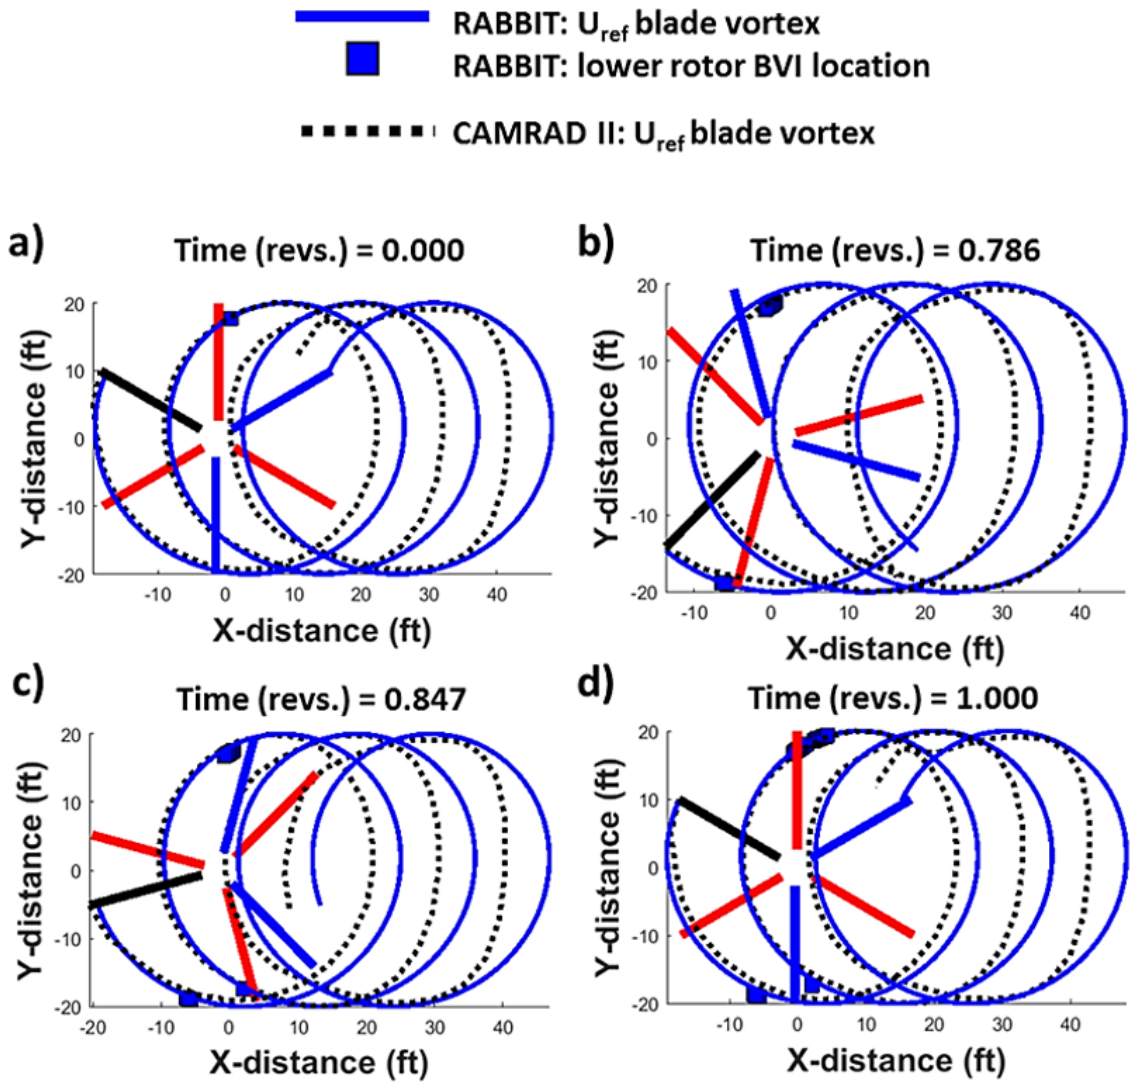 RABBIT: Uref blade vortex
RABBIT: lower rotor BVI location
CAMRAD II: Uref blade vortex
a)
Time (revs.) = 0.000
Y-distance (ft)
20
10
0
-10
-20
-10 0 10 20 30 40
X-distance (ft)
b)
Time (revs.) = 0.786
Y-distance (ft)
20
10
0
-10
-20
-10 0 10 20 30 40
X-distance (ft)
c)
Time (revs.) = 0.847
Y-distance (ft)
20
10
0
-10
-20
-20 -10 0 10 20 30 40
X-distance (ft)
d)
Time (revs.) = 1.000
Y-distance (ft)
20
10
0
-10
-20
-10 0 10 20 30 40
X-distance (ft)